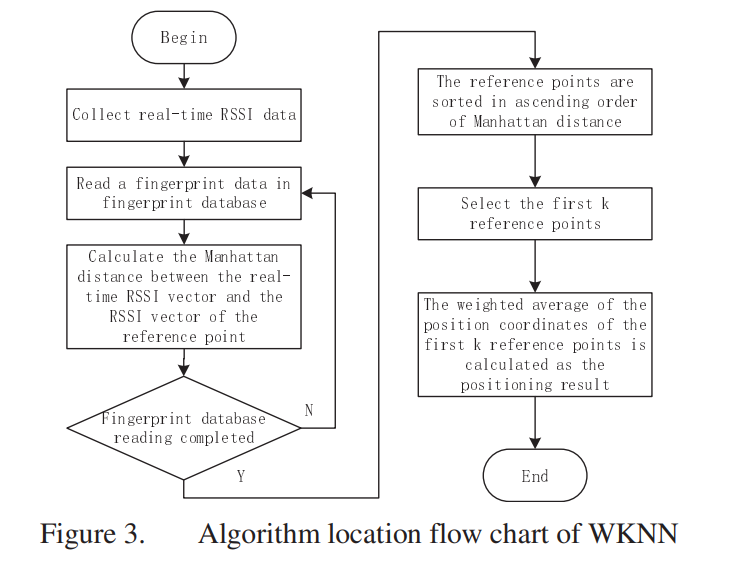 Begin
Collect real-time RSSI data
Read a fingerprint data in
fingerprint database
Calculate the Manhattan
distance between the real-
time RSSI vector and the
RSSI vector of the
reference point
Fingerprint database
reading completed
N
Y
The reference points are
sorted in ascending order
of Manhattan distance
Select the first k
reference points
The weighted average of the
position coordinates of the
first k reference points is
calculated as the
positioning result
End
Figure 3. Algorithm location flow chart of WKNN